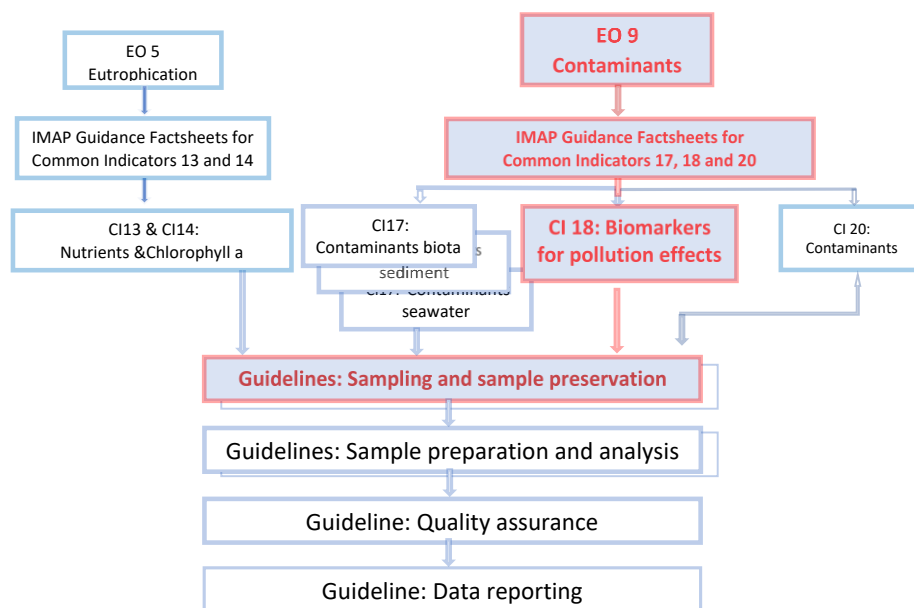 EO 5
Eutrophication
EO 9
Contaminants
IMAP Guidance Factsheets for
Common Indicators 13 and 14
IMAP Guidance Factsheets for
Common Indicators 17, 18 and 20
CI13 & CI14:
Nutrients &Chlorophyll a
CI17:
Contaminants biota
s
sediment
CI17: Contaminants
seawater
CI 18: Biomarkers
for pollution effects
CI 20:
Contaminants
Guidelines: Sampling and sample preservation
Guidelines: Sample preparation and analysis
Guideline: Quality assurance
Guideline: Data reporting